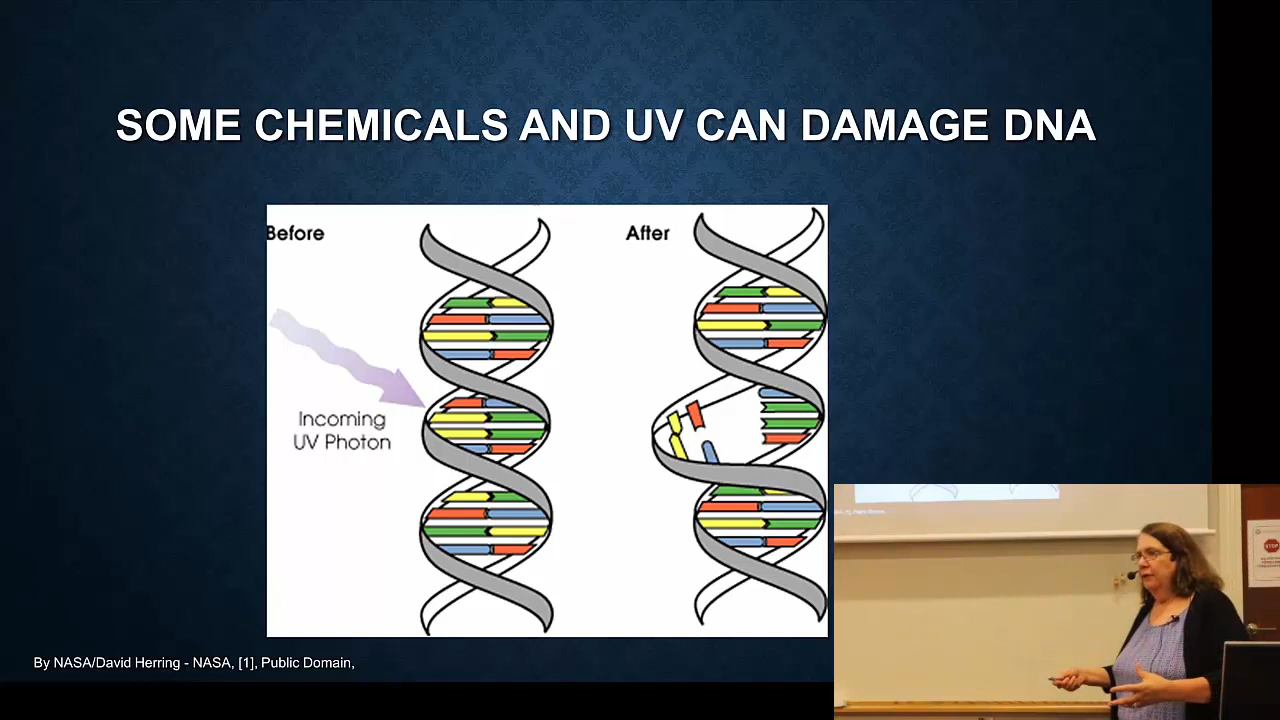 SOME CHEMICALS AND UV CAN DAMAGE DNA
Before
After
Incoming
UV Photon
By NASA/David Herring - NASA, [1], Public Domain,
STOP